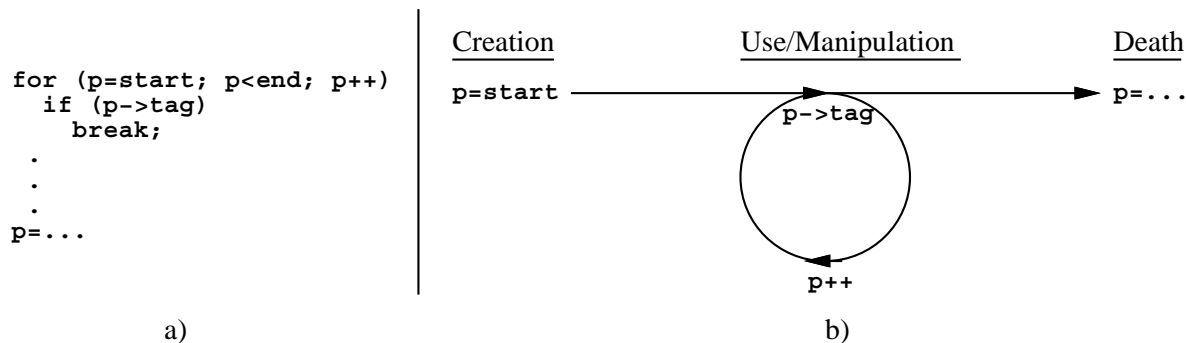 for (p=start; p<end; p++)
if (p->tag)
break;
.
.
.
p=...
a)
Creation Use/Manipulation Death
p=start p=...
p->tag
p++
b)